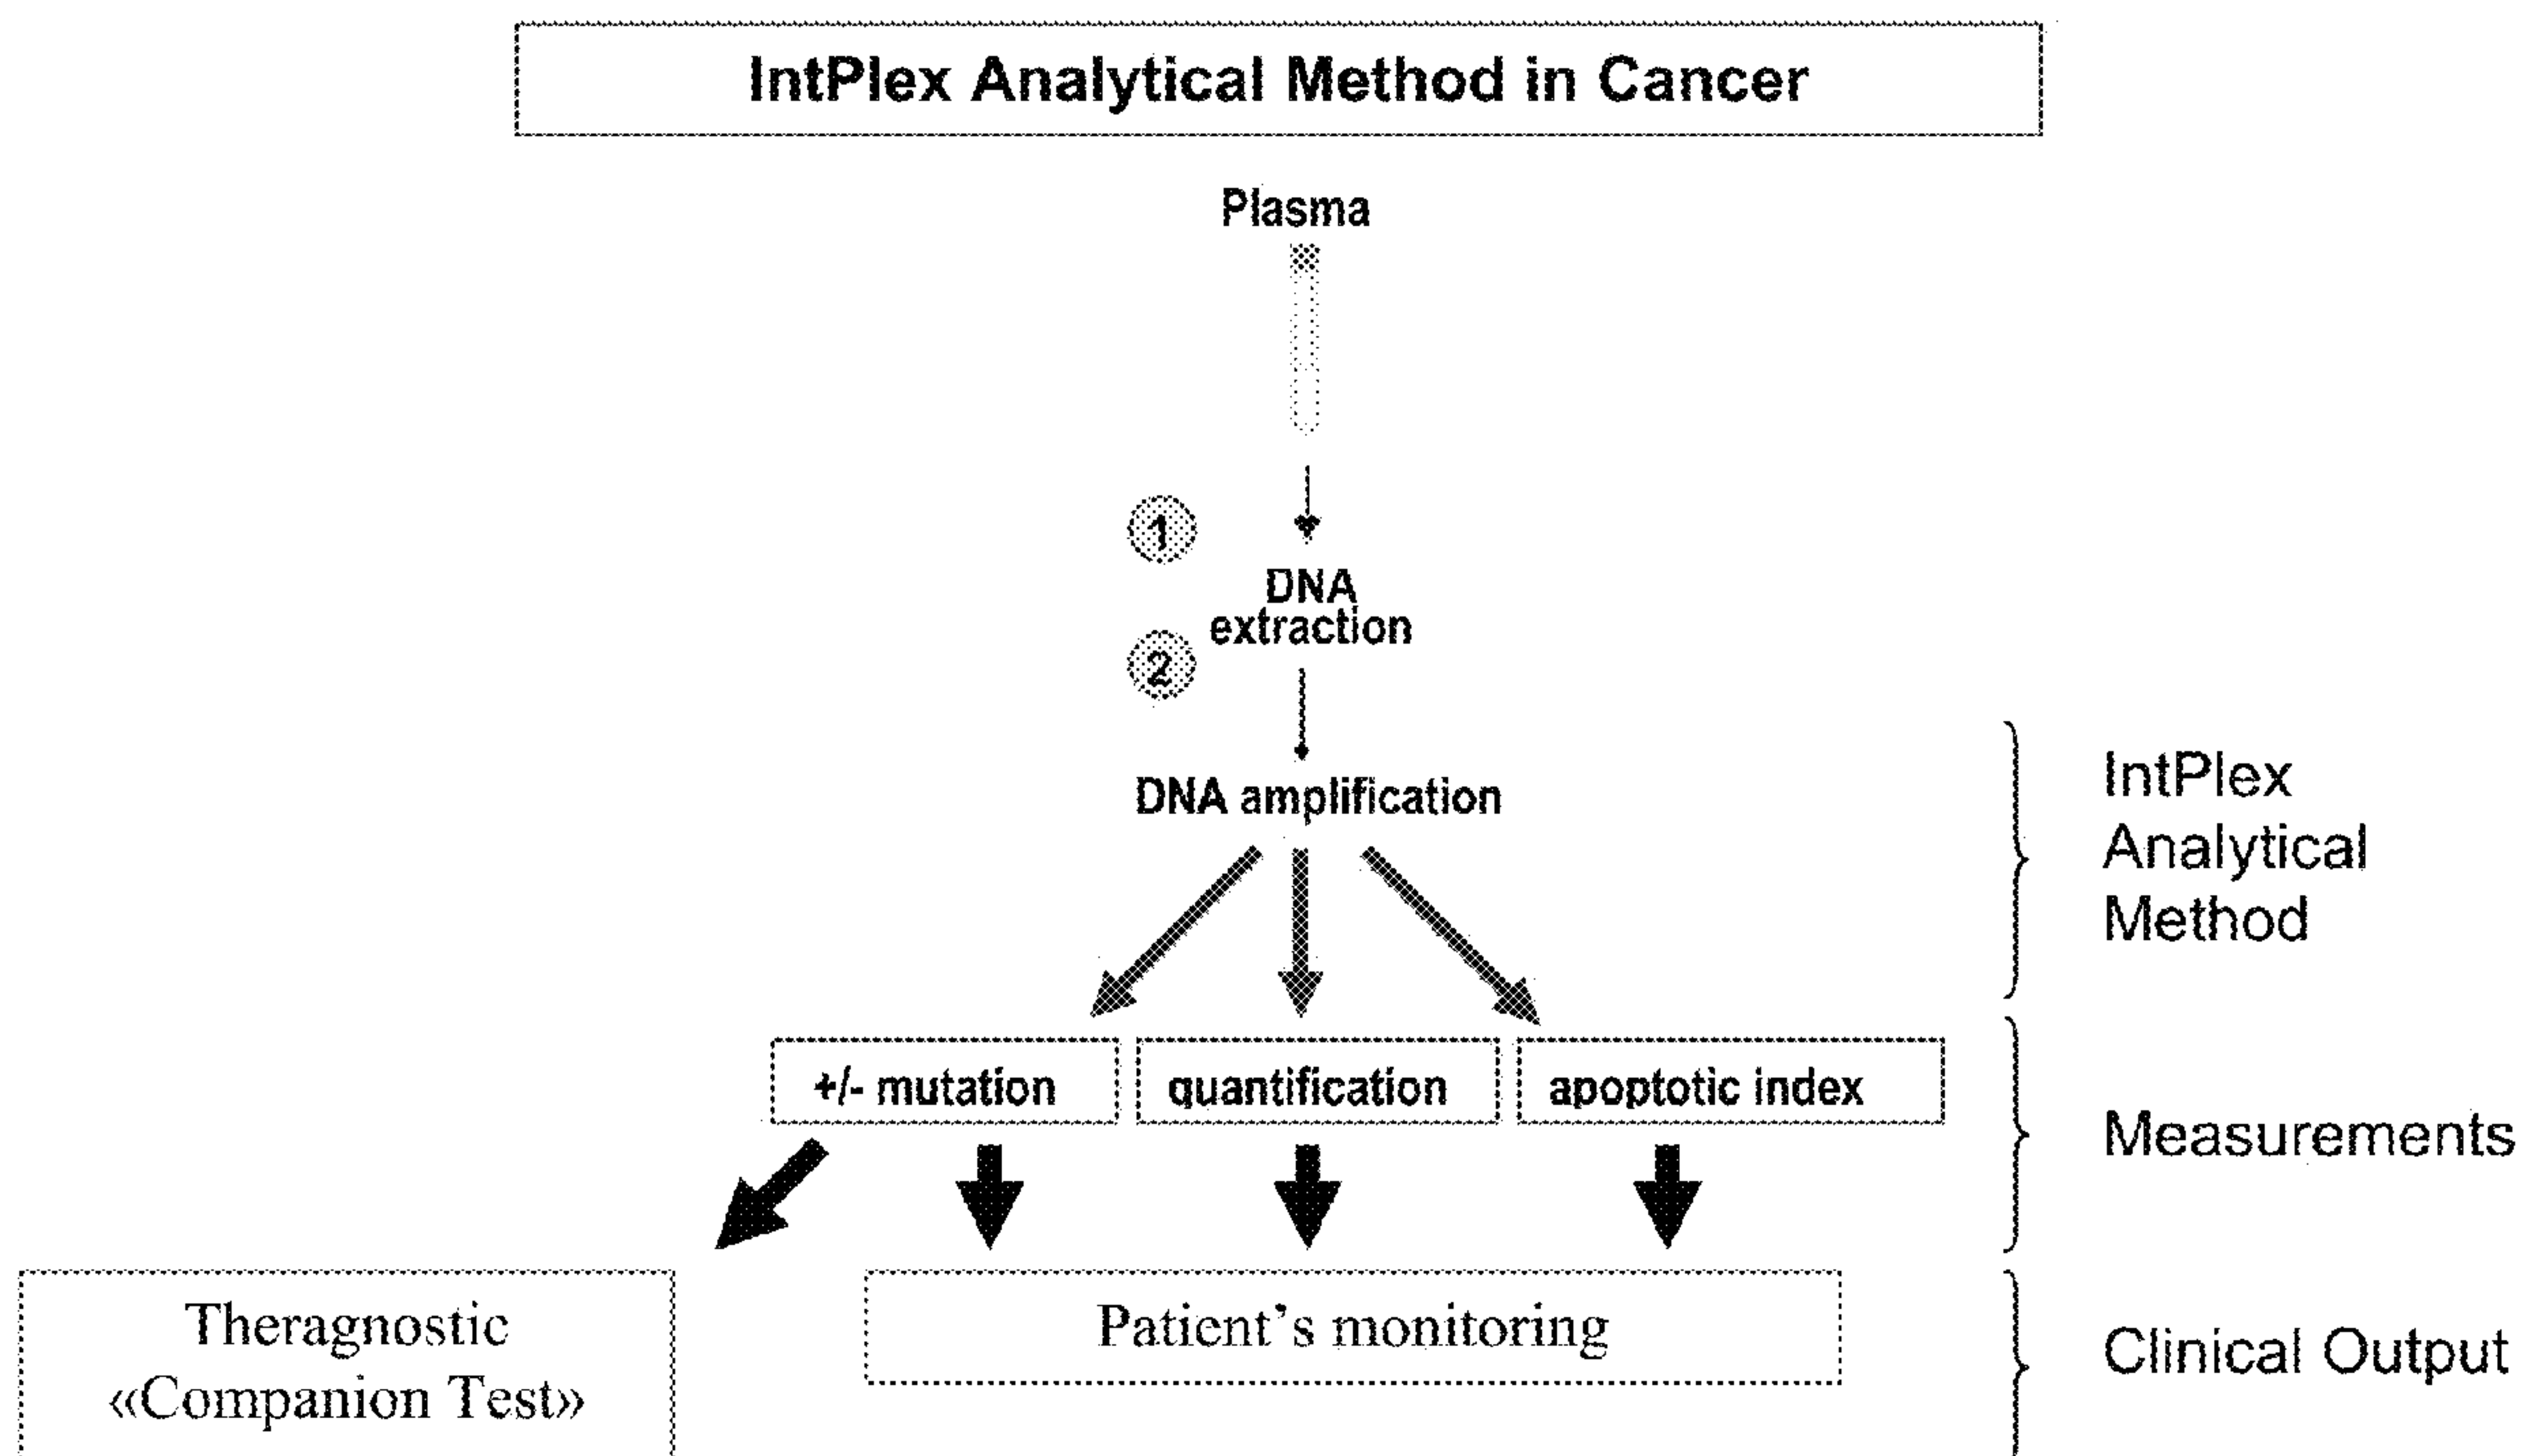 IntPlex Analytical Method in Cancer
Plasma
1
DNA
extraction
2
DNA amplification
IntPlex
Analytical
Method
+/- mutation
quantification
apoptotic index
Measurements
Theragnostic
«Companion Test»
Patient's monitoring
Clinical Output